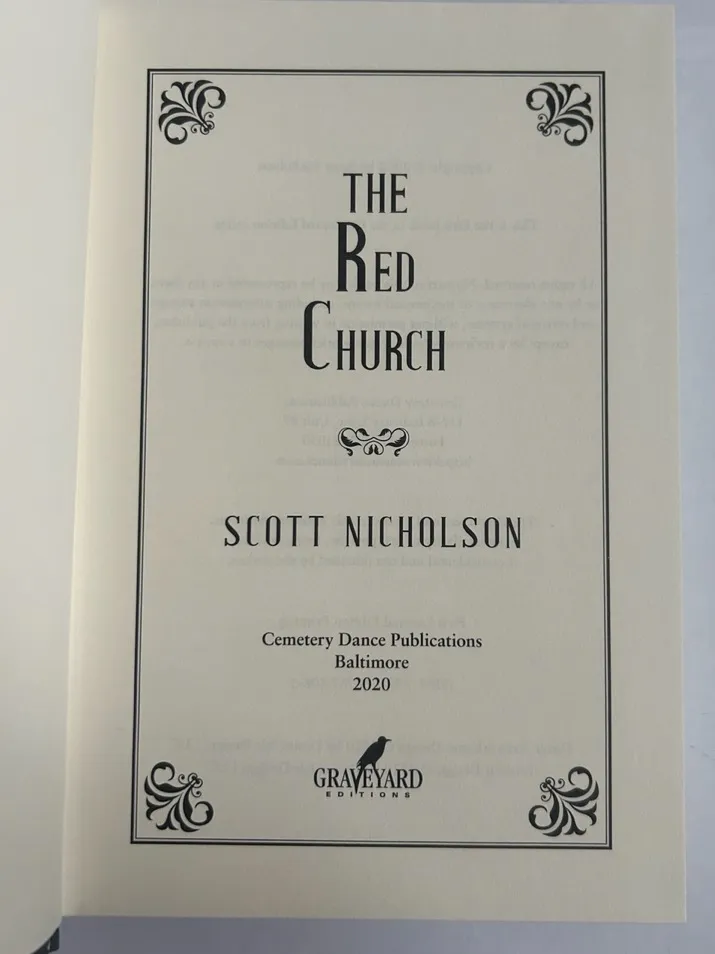 THE
RED
CHURCH
SCOTT NICHOLSON
Cemetery Dance Publications
Baltimore
2020
GRAVEYARD
EDITIONS